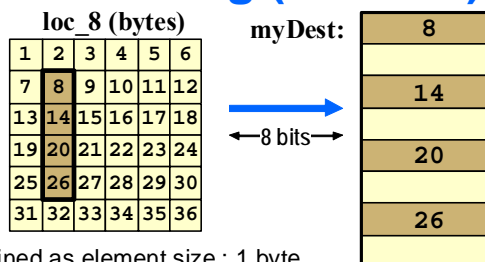 loc_8 (bytes)
myDest:
1 2 3 4 5 6
7 8 9 10 11 12
13 14 15 16 17 18
19 20 21 22 23 24
25 26 27 28 29 30
31 32 33 34 35 36
8 bits
8
14
20
26
ined as element size : 1 byte